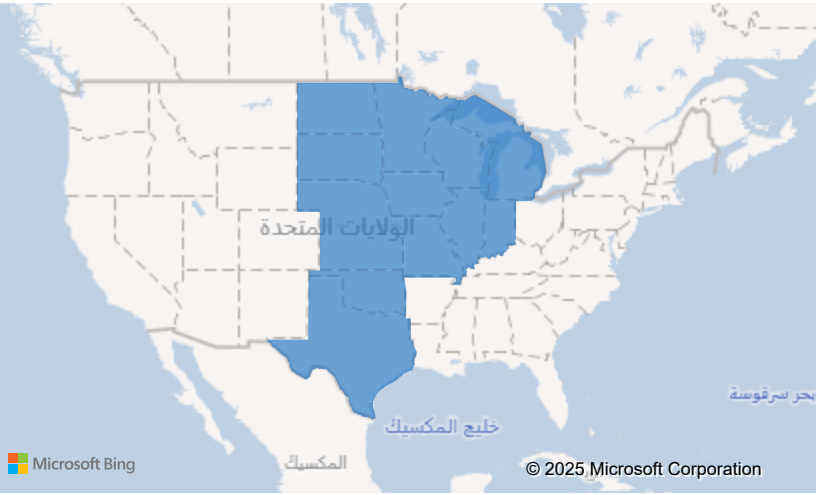 الولايات المتحدة
بحر سرقوسة
خليج المكسيك
المكسيك
Microsoft Bing
© 2025 Microsoft Corporation